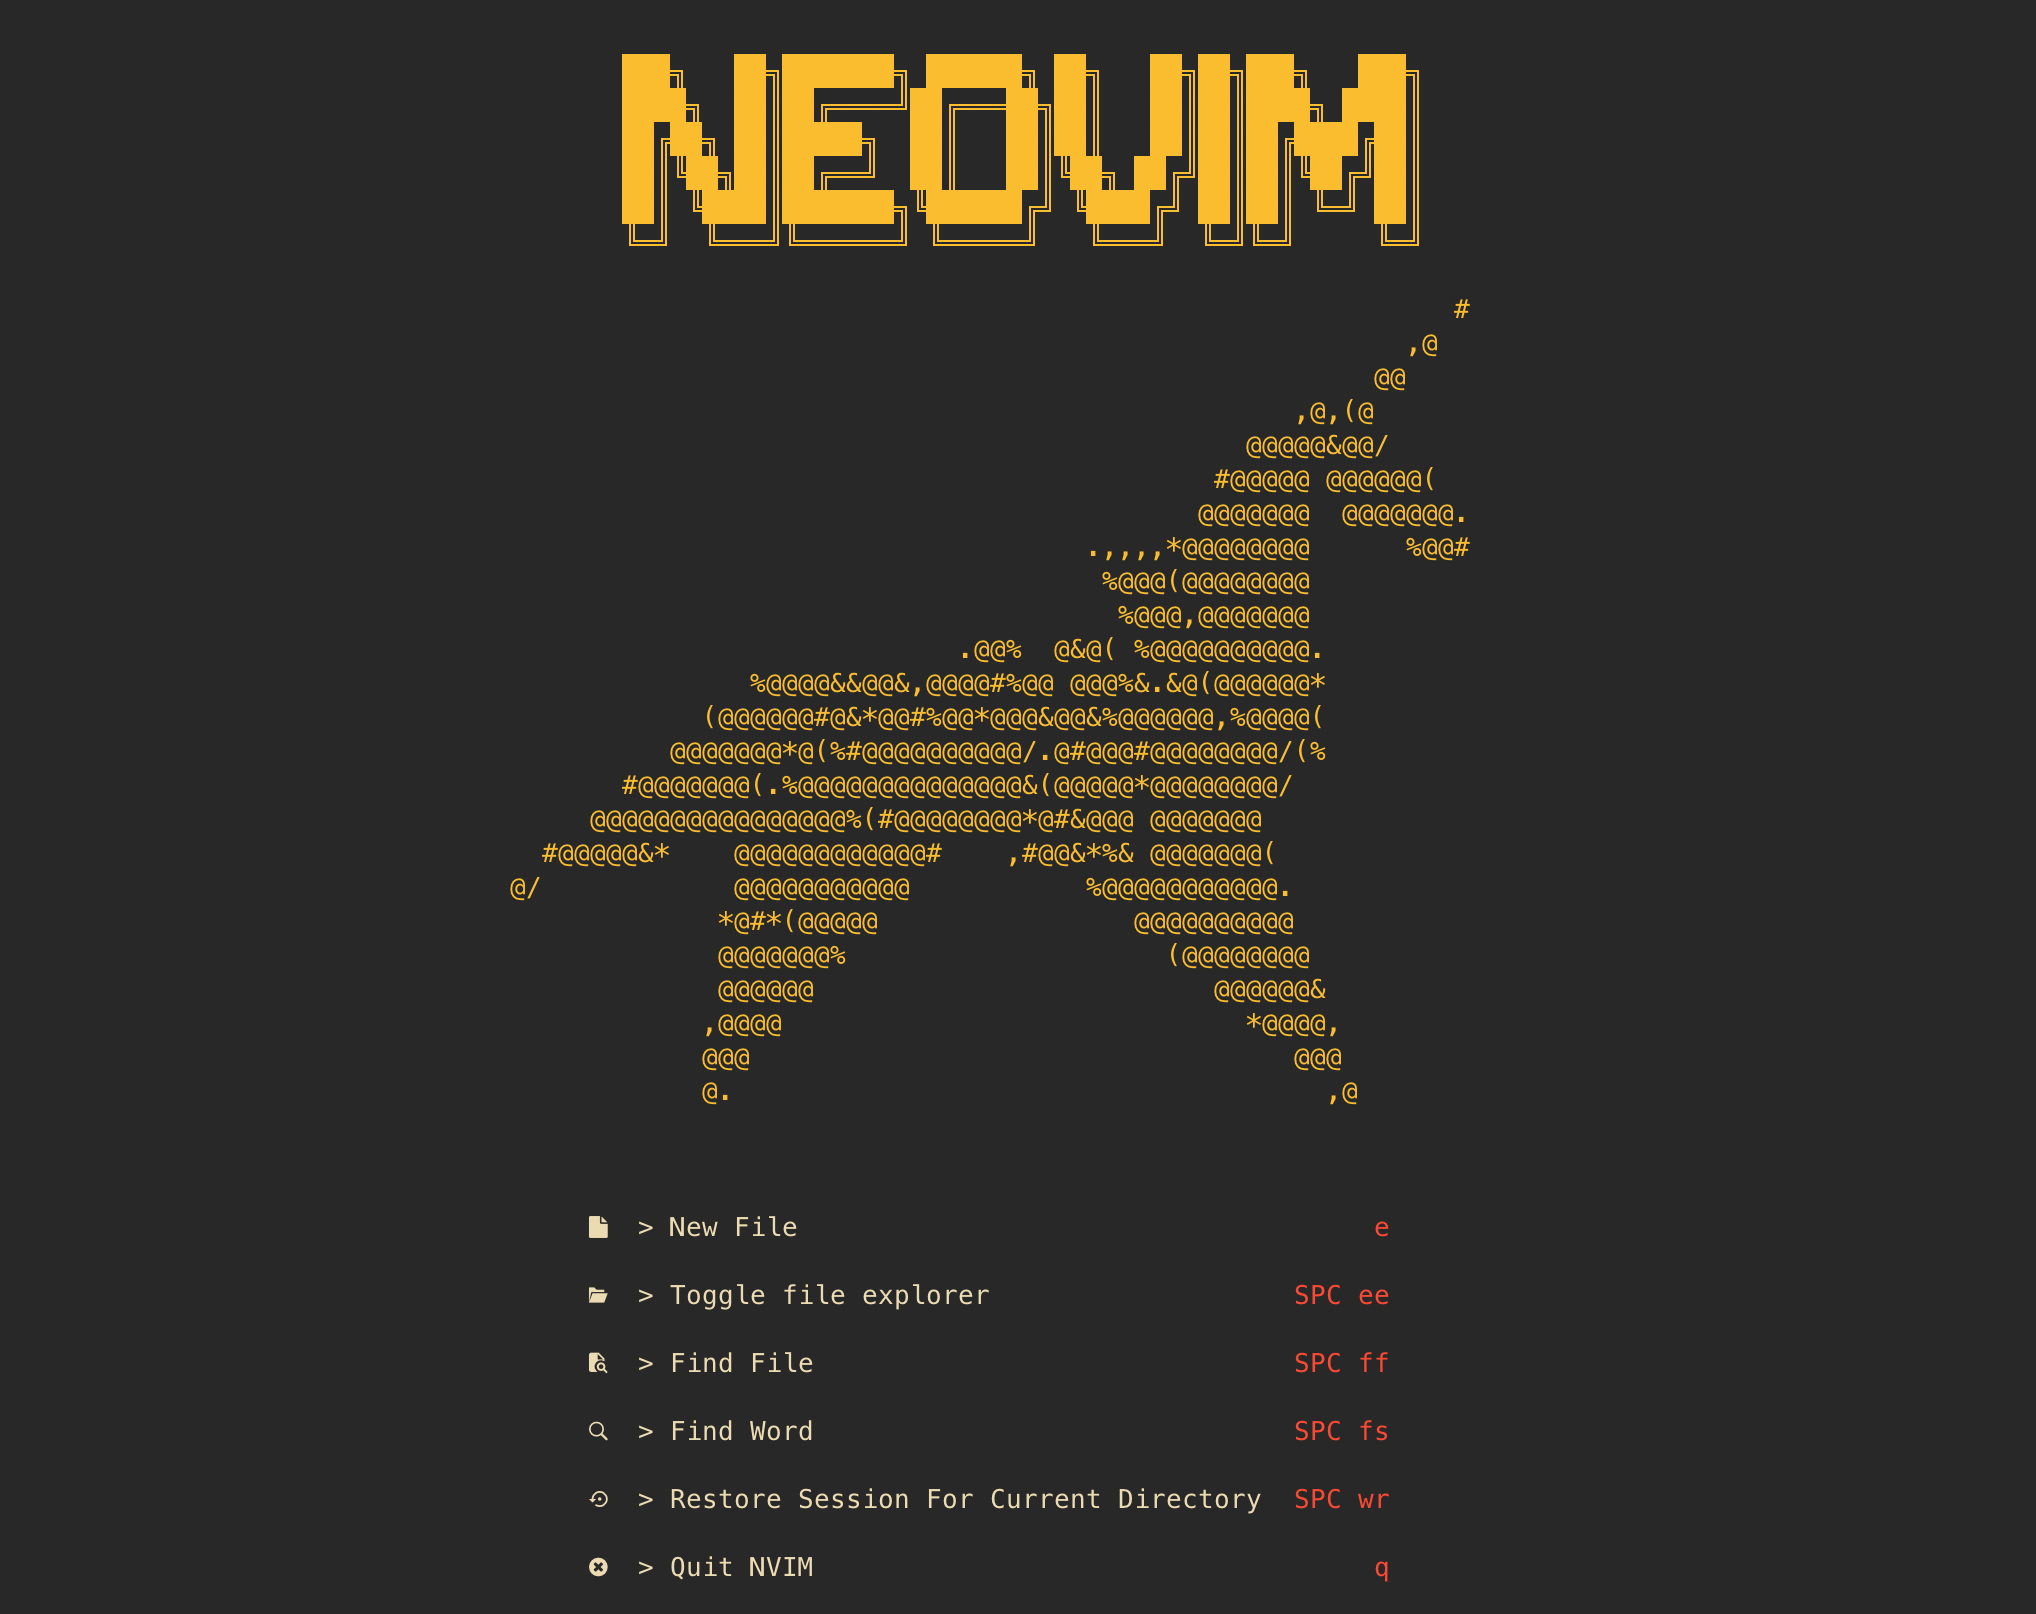 NEOVIM
#
,@
@@
,@,(@
@@@@@&@@/
#@@@@@ @@@@@@(
@@@@@@@  @@@@@@@.
.,,,,*@@@@@@@@      %@@#
%@@@(@@@@@@@@
%@@@,@@@@@@@
.@@%  @&@( %@@@@@@@@@@.
%@@@@&&@@&,@@@@#%@@ @@@%&.&@(@@@@@@*
(@@@@@@#@&*@@#%@@*@@@&@@&%@@@@@@,%@@@@(
@@@@@@@*@(%#@@@@@@@@@@/.@#@@@#@@@@@@@@/(%
#@@@@@@@(.%@@@@@@@@@@@@@@&(@@@@@*@@@@@@@@/
@@@@@@@@@@@@@@@@%(#@@@@@@@@*@#&@@@ @@@@@@@
#@@@@@&*    @@@@@@@@@@@@#    ,#@@&*%& @@@@@@@(
@/            @@@@@@@@@@@           %@@@@@@@@@@@.
*@#*(@@@@@                @@@@@@@@@@
@@@@@@@%                    (@@@@@@@@
@@@@@@                         @@@@@@&
,@@@@                             *@@@@,
@@@                                  @@@
@.                                     ,@
> New File e
> Toggle file explorer SPC ee
> Find File SPC ff
> Find Word SPC fs
> Restore Session For Current Directory SPC wr
> Quit NVIM q